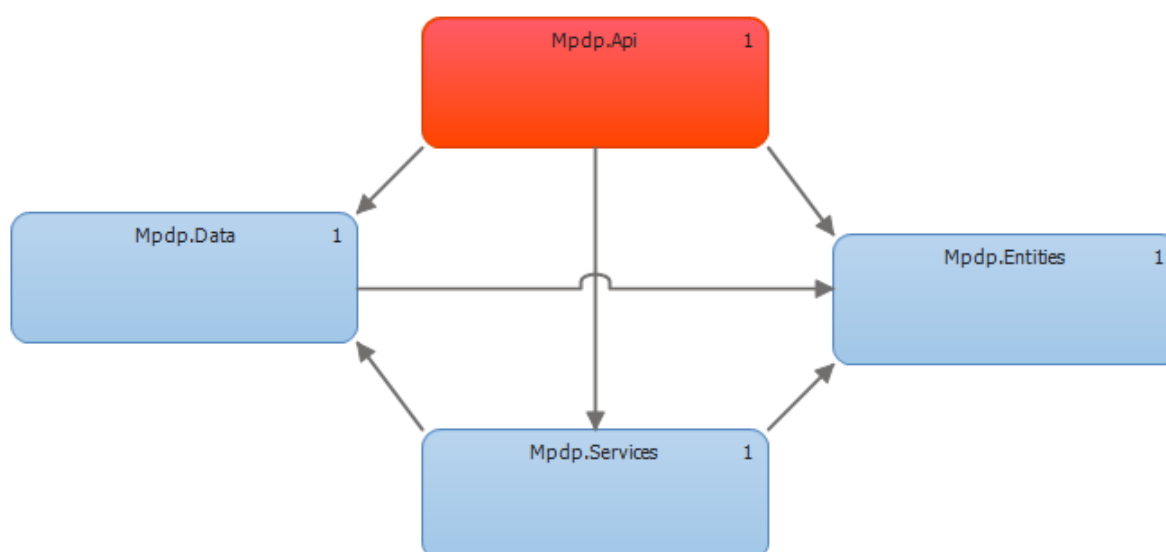 Mpdp.Api 1
Mpdp.Data 1
Mpdp.Entities 1
Mpdp.Services 1